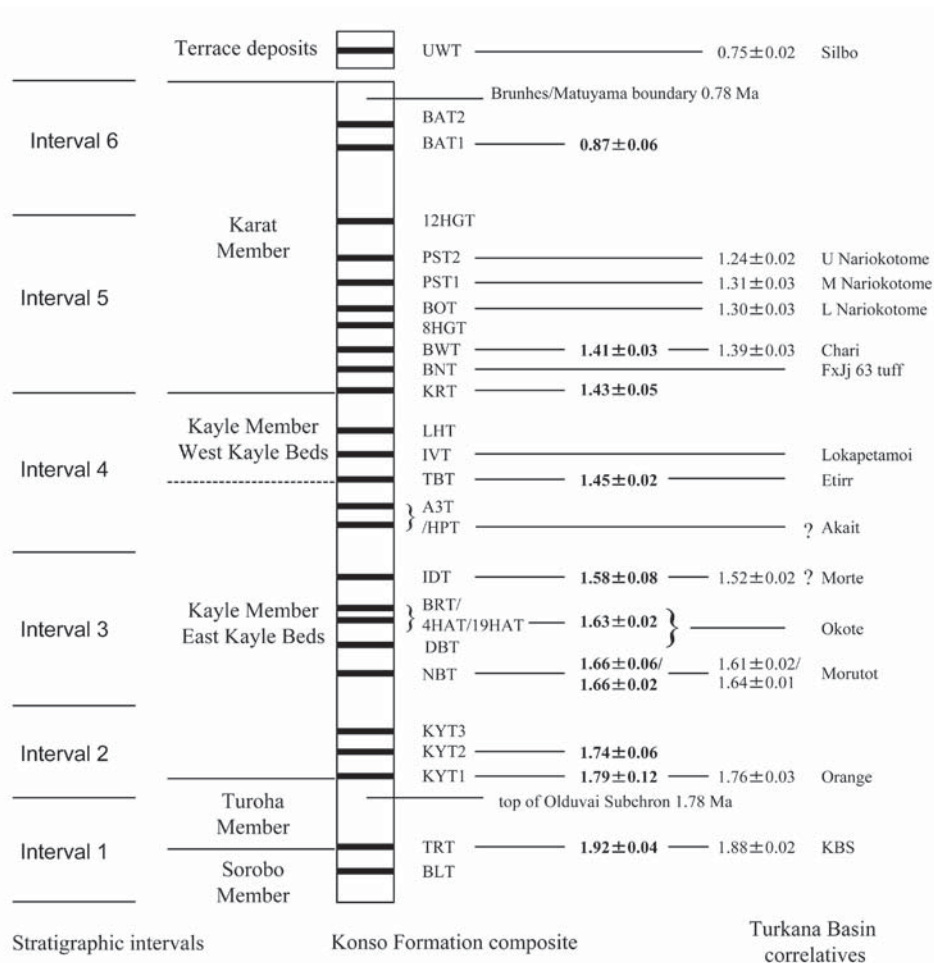 Terrace deposits UWT 0.75±0.02 Silbo
Brunhes/Matuyama boundary 0.78 Ma
BAT2
Interval 6 BAT1 0.87±0.06
12HGT
Karat
Member
PST2 1.24±0.02 U Nariokotome
PST1 1.31±0.03 M Nariokotome
Interval 5
BOT 1.30±0.03 L Nariokotome
8HGT
BWT 1.41±0.03 1.39±0.03 Chari
BNT FxJj 63 tuff
KRT 1.43±0.05
Kayle Member
West Kayle Beds
LHT
IVT Lokapetamoi
Interval 4
TBT 1.45±0.02 Etirr
} A3T
/HPT ? Akait
IDT 1.58±0.08 1.52±0.02 ? Morte
Kayle Member
East Kayle Beds
Interval 3
} BRT/
4HAT/19HAT 1.63±0.02 } Okote
DBT
NBT 1.66±0.06/ 1.61±0.02/ Morutot
1.66±0.02 1.64±0.01
KYT3
Interval 2 KYT2 1.74±0.06
KYT1 1.79±0.12 1.76±0.03 Orange
Turoha
Member
top of Olduvai Subchron 1.78 Ma
Interval 1 TRT 1.92±0.04 1.88±0.02 KBS
Sorobo
Member
BLT
Stratigraphic intervals Konso Formation composite Turkana Basin
correlatives